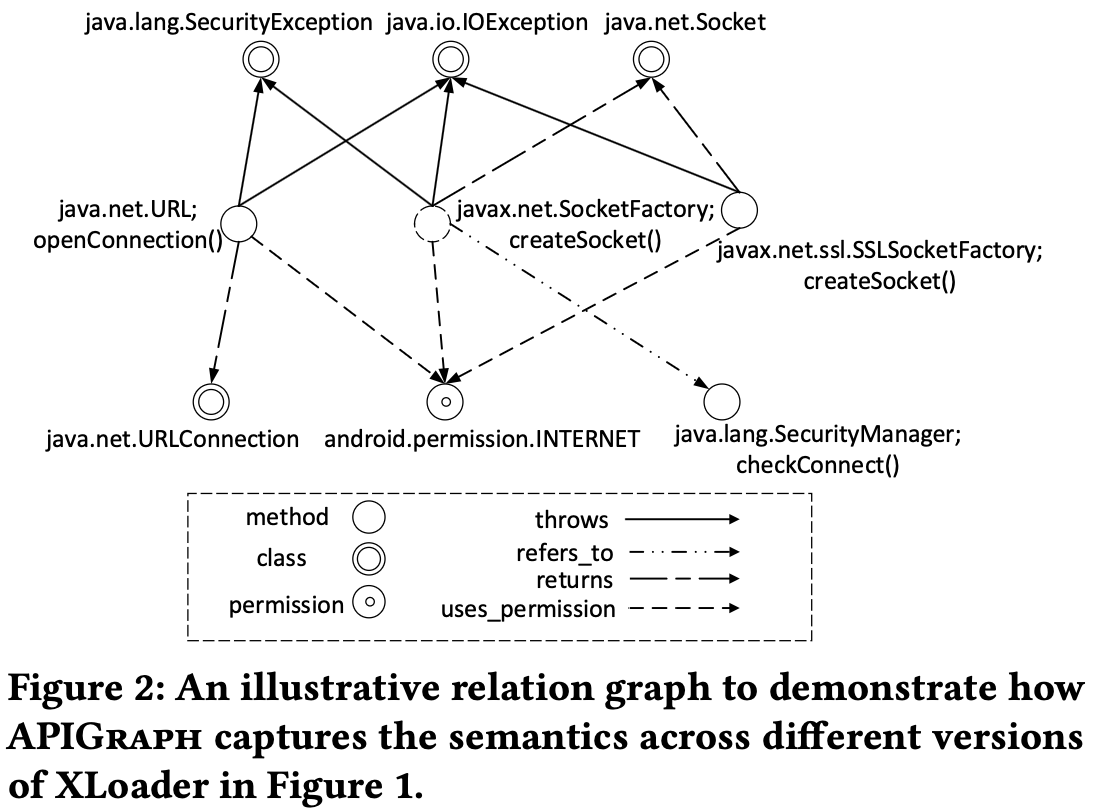 java.lang.SecurityException java.io.IOException java.net.Socket
java.net.URL;
openConnection()
javax.net.SocketFactory;
createSocket()
javax.net.ssl.SSLSocketFactory;
createSocket()
java.net.URLConnection android.permission.INTERNET
java.lang.SecurityManager;
checkConnect()
method
class
permission
throws
refers_to
returns
uses_permission
Figure 2: An illustrative relation graph to demonstrate how
APIGRAPH captures the semantics across different versions
of XLoader in Figure 1.